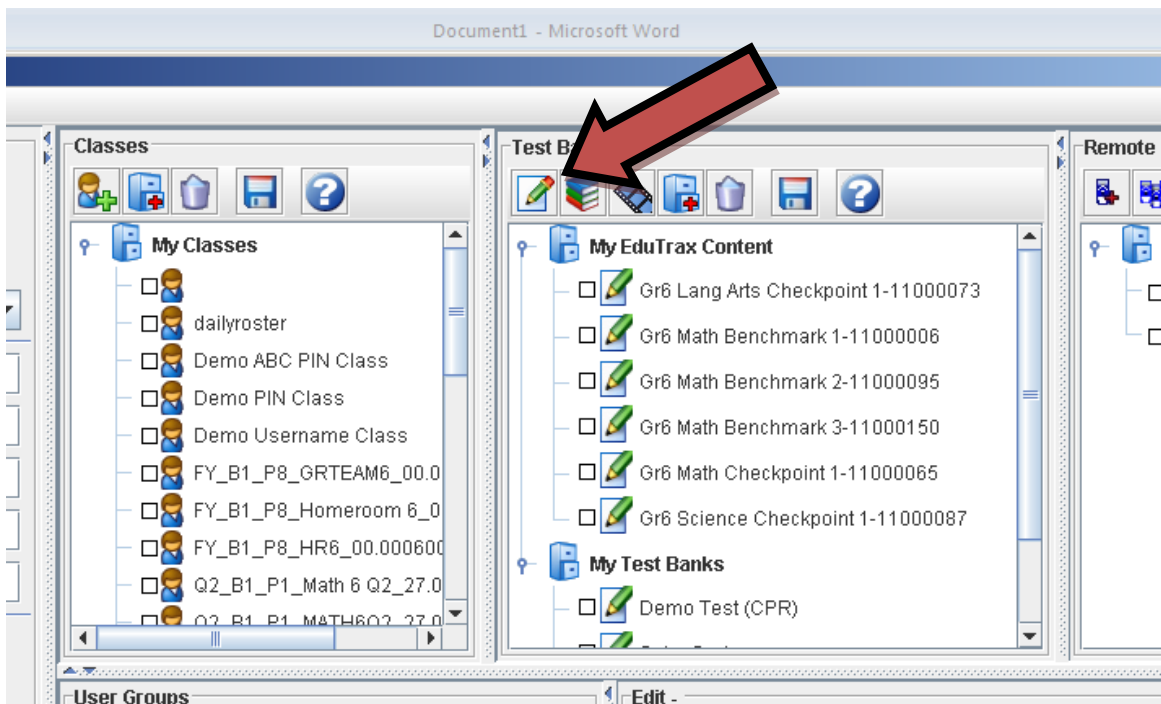 Document1 - Microsoft Word
Classes
My Classes
dailyroster
Demo ABC PIN Class
Demo PIN Class
Demo Username Class
FY_B1_P8_GRTEAM6_00.0
FY_B1_P8_Homeroom 6_0
FY_B1_P8_HR6_00.000600
Q2_B1_P1_Math 6 Q2_27.0
Test Ba
My EduTrax Content
Gr6 Lang Arts Checkpoint 1-11000073
Gr6 Math Benchmark 1-11000006
Gr6 Math Benchmark 2-11000095
Gr6 Math Benchmark 3-11000150
Gr6 Math Checkpoint 1-11000065
Gr6 Science Checkpoint 1-11000087
My Test Banks
Demo Test (CPR)
Remote
User Groups
Edit -